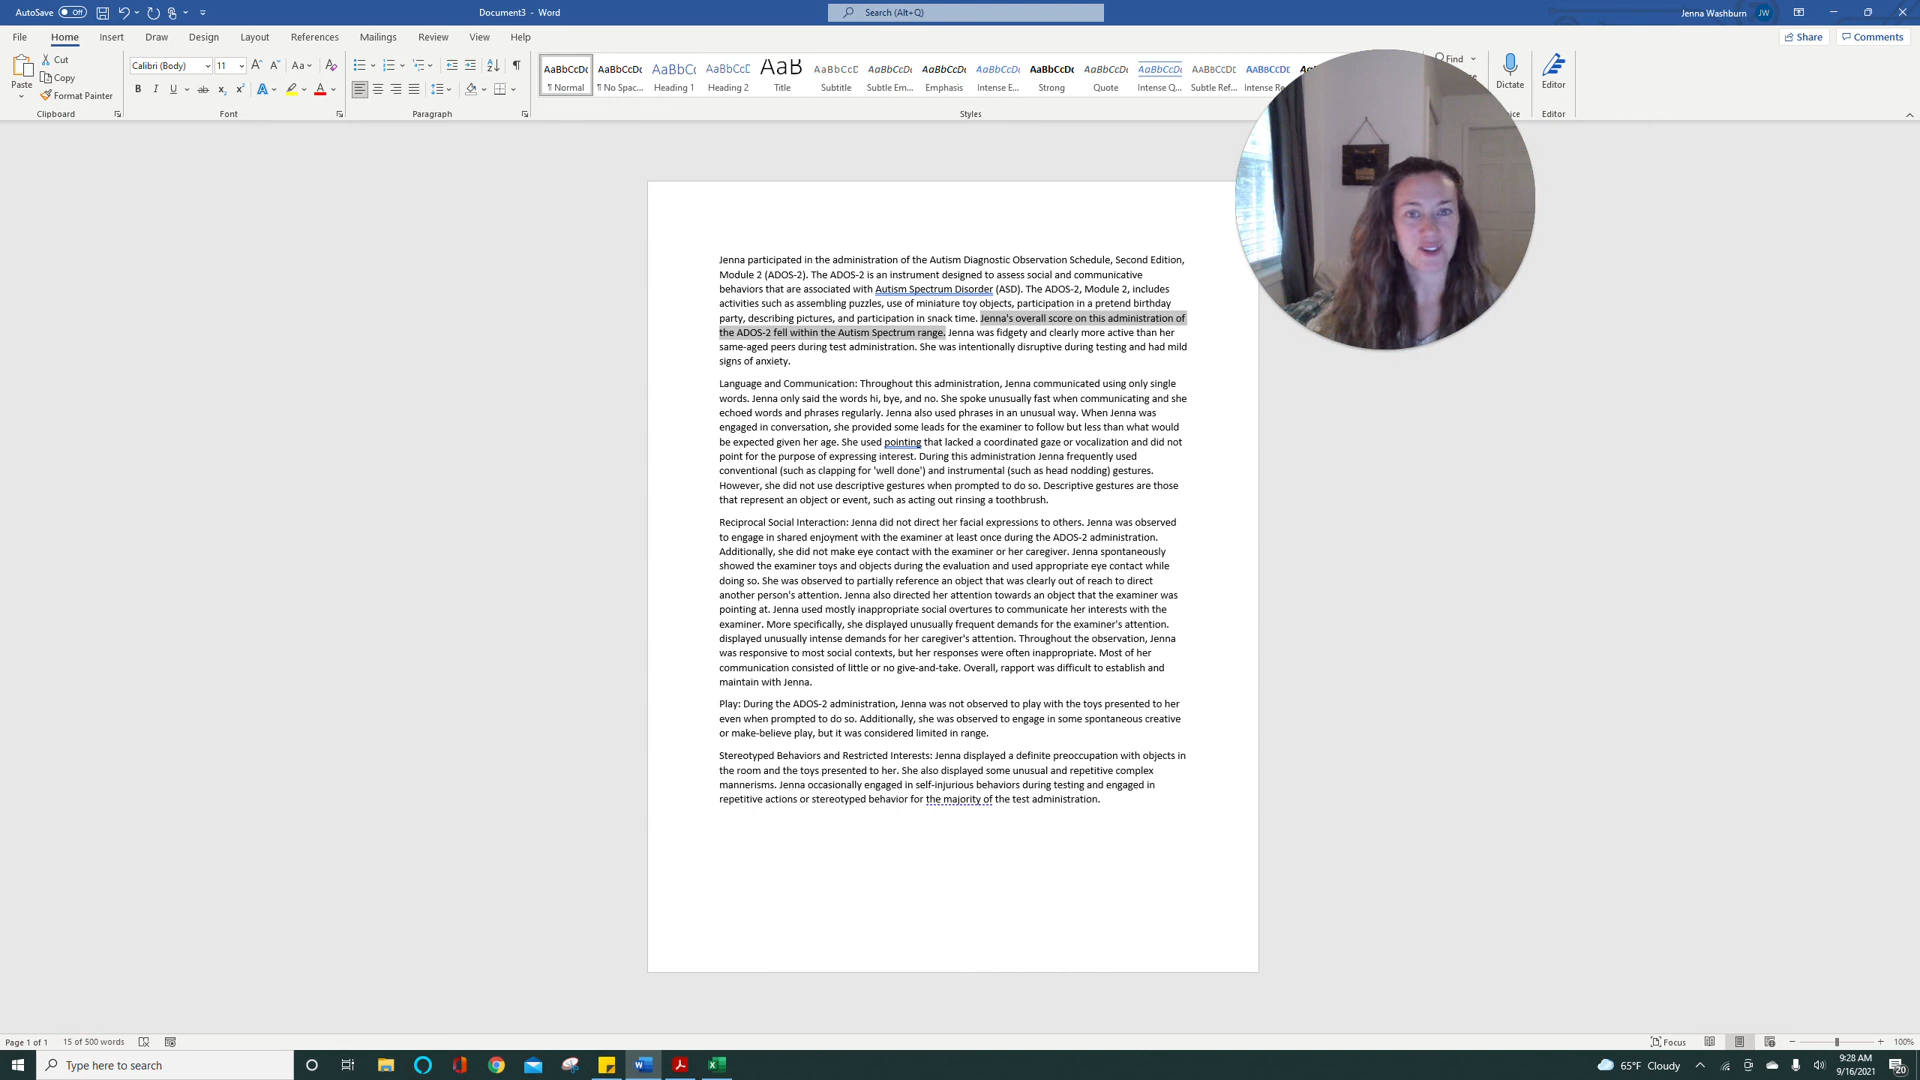 AutoSave Off
Document3 - Word
Search (Alt+Q)
Jenna Washburn JW
File Home Insert Draw Design Layout References Mailings Review View Help
Share Comments
Paste
Cut
Copy
Format Painter
Clipboard
Calibri (Body) 11
Font
Paragraph
AaBbCcDc AaBbCcDc AaBbCc AaBbCcD AaB AaBbCcD AaBbCcDc AaBbCcDc AaBbCcDc AaBbCcDc AaBbCcDc AaBbCcDc AaBbCcDc AaBbCcDc
¶ Normal ¶ No Spac... Heading 1 Heading 2 Title Subtitle Subtle Em... Emphasis Intense E... Strong Quote Intense Q... Subtle Ref... Intense Re
Styles
Find
Dictate
Editor
Editor
Jenna participated in the administration of the Autism Diagnostic Observation Schedule, Second Edition,
Module 2 (ADOS-2). The ADOS-2 is an instrument designed to assess social and communicative
behaviors that are associated with Autism Spectrum Disorder (ASD). The ADOS-2, Module 2, includes
activities such as assembling puzzles, use of miniature toy objects, participation in a pretend birthday
party, describing pictures, and participation in snack time. Jenna's overall score on this administration of
the ADOS-2 fell within the Autism Spectrum range. Jenna was fidgety and clearly more active than her
same-aged peers during test administration. She was intentionally disruptive during testing and had mild
signs of anxiety.
Language and Communication: Throughout this administration, Jenna communicated using only single
words. Jenna only said the words hi, bye, and no. She spoke unusually fast when communicating and she
echoed words and phrases regularly. Jenna also used phrases in an unusual way. When Jenna was
engaged in conversation, she provided some leads for the examiner to follow but less than what would
be expected given her age. She used pointing that lacked a coordinated gaze or vocalization and did not
point for the purpose of expressing interest. During this administration Jenna frequently used
conventional (such as clapping for 'well done') and instrumental (such as head nodding) gestures.
However, she did not use descriptive gestures when prompted to do so. Descriptive gestures are those
that represent an object or event, such as acting out rinsing a toothbrush.
Reciprocal Social Interaction: Jenna did not direct her facial expressions to others. Jenna was observed
to engage in shared enjoyment with the examiner at least once during the ADOS-2 administration.
Additionally, she did not make eye contact with the examiner or her caregiver. Jenna spontaneously
showed the examiner toys and objects during the evaluation and used appropriate eye contact while
doing so. She was observed to partially reference an object that was clearly out of reach to direct
another person's attention. Jenna also directed her attention towards an object that the examiner was
pointing at. Jenna used mostly inappropriate social overtures to communicate her interests with the
examiner. More specifically, she displayed unusually frequent demands for the examiner's attention.
displayed unusually intense demands for her caregiver's attention. Throughout the observation, Jenna
was responsive to most social contexts, but her responses were often inappropriate. Most of her
communication consisted of little or no give-and-take. Overall, rapport was difficult to establish and
maintain with Jenna.
Play: During the ADOS-2 administration, Jenna was not observed to play with the toys presented to her
even when prompted to do so. Additionally, she was observed to engage in some spontaneous creative
or make-believe play, but it was considered limited in range.
Stereotyped Behaviors and Restricted Interests: Jenna displayed a definite preoccupation with objects in
the room and the toys presented to her. She also displayed some unusual and repetitive complex
mannerisms. Jenna occasionally engaged in self-injurious behaviors during testing and engaged in
repetitive actions or stereotyped behavior for the majority of the test administration.
Page 1 of 1 15 of 500 words
Focus 100%
Type here to search
65°F Cloudy
9:28 AM
9/16/2021
20